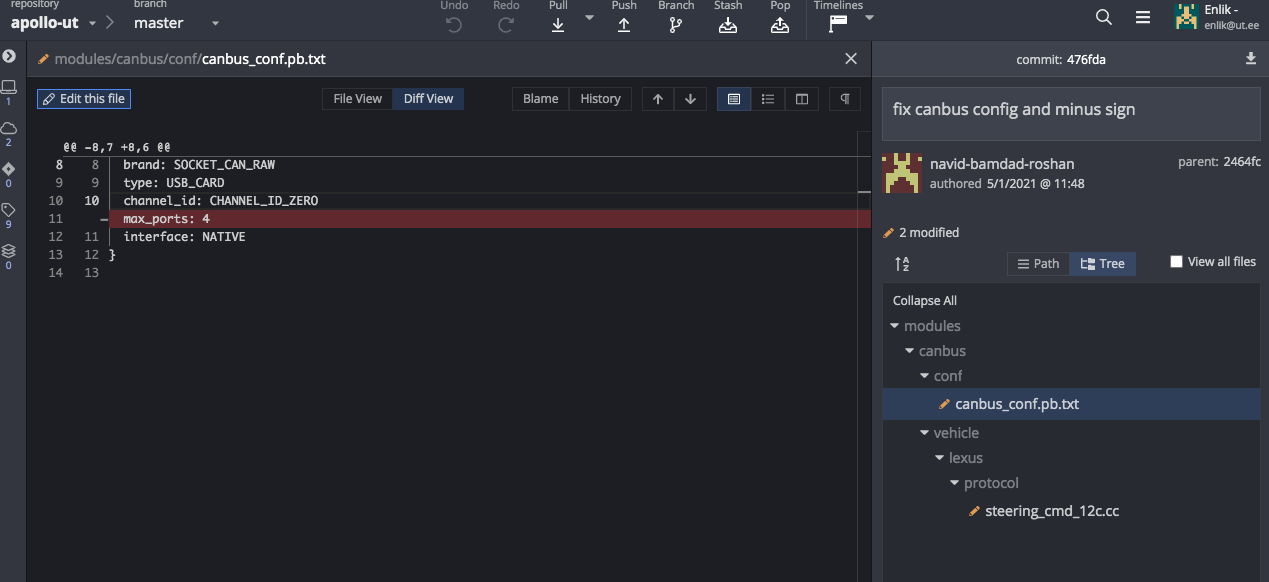 repository
apollo-ut
branch
master
Undo
Redo
Pull
Push
Branch
Stash
Pop
Timelines
Enlik -
enlik@ut.ee
1
2
0
9
0
modules/canbus/conf/canbus_conf.pb.txt
Edit this file
File View
Diff View
Blame
History
@@ -8,7 +8,6 @@
8 8 brand: SOCKET_CAN_RAW
9 9 type: USB_CARD
10 10 channel_id: CHANNEL_ID_ZERO
11 – max_ports: 4
12 11 interface: NATIVE
13 12 }
14 13
commit: 476fda
fix canbus config and minus sign
navid-bamdad-roshan
authored 5/1/2021 @ 11:48
parent: 2464fc
2 modified
A
Z
Path
Tree
View all files
Collapse All
modules
canbus
conf
canbus_conf.pb.txt
vehicle
lexus
protocol
steering_cmd_12c.cc